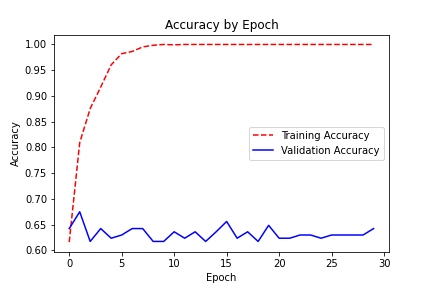 Accuracy by Epoch
1.00
0.95
0.90
0.85
0.80
0.75
0.70
0.65
0.60
Accuracy
Training Accuracy
Validation Accuracy
0 5 10 15 20 25 30
Epoch